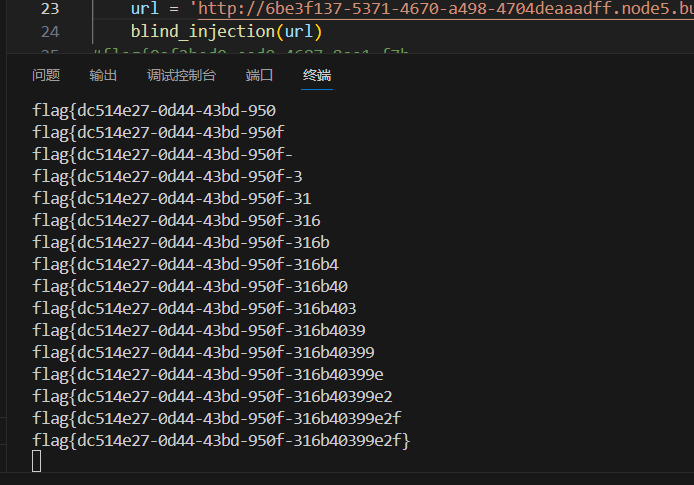 23 url = 'http://6be3f137-5371-4670-a498-4704deaaadff.node5.bu
24 blind_injection(url)
问题 输出 调试控制台 端口 终端
flag{dc514e27-0d44-43bd-950
flag{dc514e27-0d44-43bd-950f
flag{dc514e27-0d44-43bd-950f-
flag{dc514e27-0d44-43bd-950f-3
flag{dc514e27-0d44-43bd-950f-31
flag{dc514e27-0d44-43bd-950f-316
flag{dc514e27-0d44-43bd-950f-316b
flag{dc514e27-0d44-43bd-950f-316b4
flag{dc514e27-0d44-43bd-950f-316b40
flag{dc514e27-0d44-43bd-950f-316b403
flag{dc514e27-0d44-43bd-950f-316b4039
flag{dc514e27-0d44-43bd-950f-316b40399
flag{dc514e27-0d44-43bd-950f-316b40399e
flag{dc514e27-0d44-43bd-950f-316b40399e2
flag{dc514e27-0d44-43bd-950f-316b40399e2f
flag{dc514e27-0d44-43bd-950f-316b40399e2f}